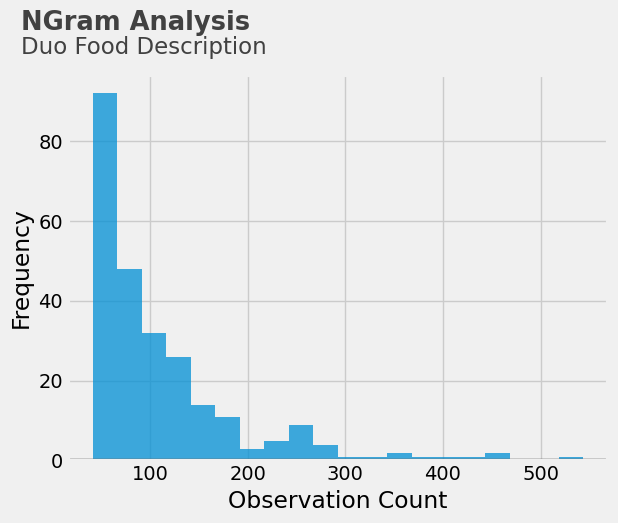 NGram Analysis
Duo Food Description
Frequency
80
60
40
20
0
100 200 300 400 500
Observation Count